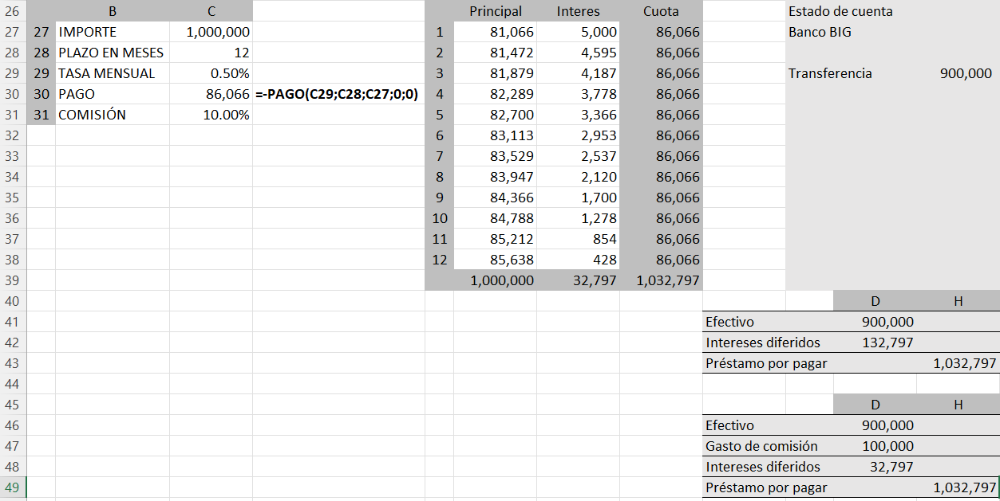 26 B C Principal Interes Cuota Estado de cuenta
27 27 IMPORTE 1,000,000 1 81,066 5,000 86,066 Banco BIG
28 28 PLAZO EN MESES 12 2 81,472 4,595 86,066
29 29 TASA MENSUAL 0.50% 3 81,879 4,187 86,066 Transferencia 900,000
30 30 PAGO 86,066 =-PAGO(C29;C28;C27;0;0) 4 82,289 3,778 86,066
31 31 COMISIÓN 10.00% 5 82,700 3,366 86,066
32 6 83,113 2,953 86,066
33 7 83,529 2,537 86,066
34 8 83,947 2,120 86,066
35 9 84,366 1,700 86,066
36 10 84,788 1,278 86,066
37 11 85,212 854 86,066
38 12 85,638 428 86,066
39 1,000,000 32,797 1,032,797
40 D H
41 Efectivo 900,000
42 Intereses diferidos 132,797
43 Préstamo por pagar 1,032,797
44
45 D H
46 Efectivo 900,000
47 Gasto de comisión 100,000
48 Intereses diferidos 32,797
49 Préstamo por pagar 1,032,797